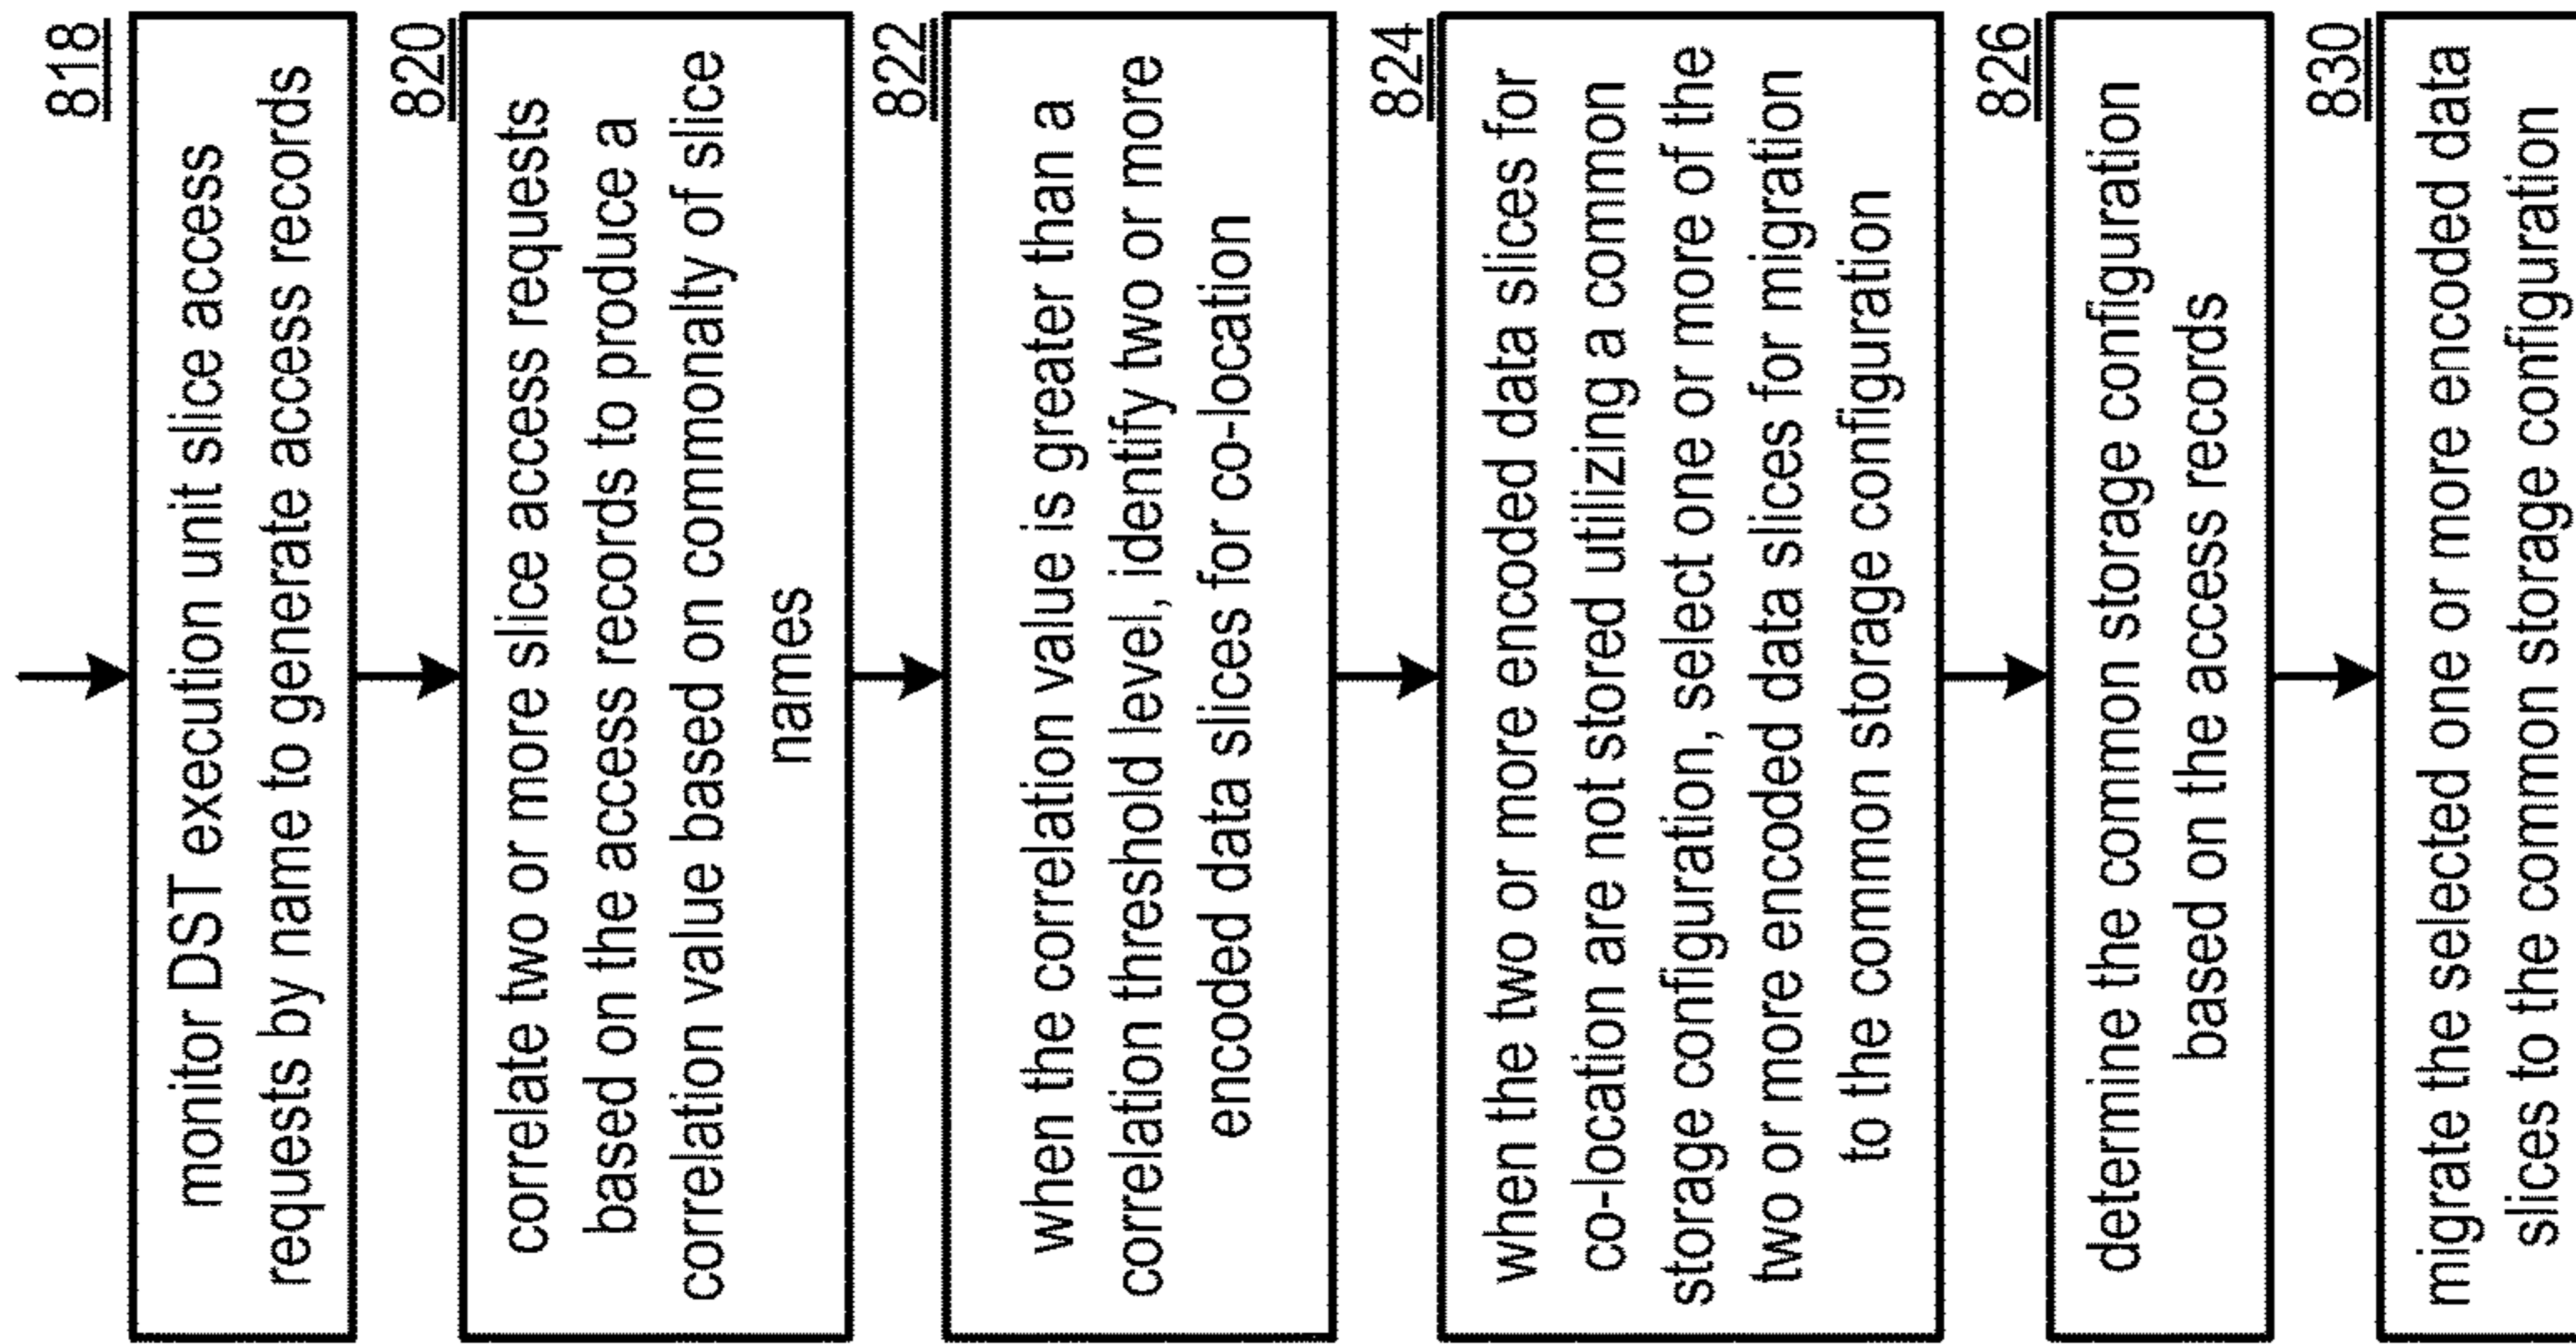 818
monitor DST execution unit slice access
requests by name to generate access records
820
correlate two or more slice access requests
based on the access records to produce a
correlation value based on commonality of slice
names
822
when the correlation value is greater than a
correlation threshold level, identify two or more
encoded data slices for co-location
824
when the two or more encoded data slices for
co-location are not stored utilizing a common
storage configuration, select one or more of the
two or more encoded data slices for migration
to the common storage configuration
826
determine the common storage configuration
based on the access records
830
migrate the selected one or more encoded data
slices to the common storage configuration